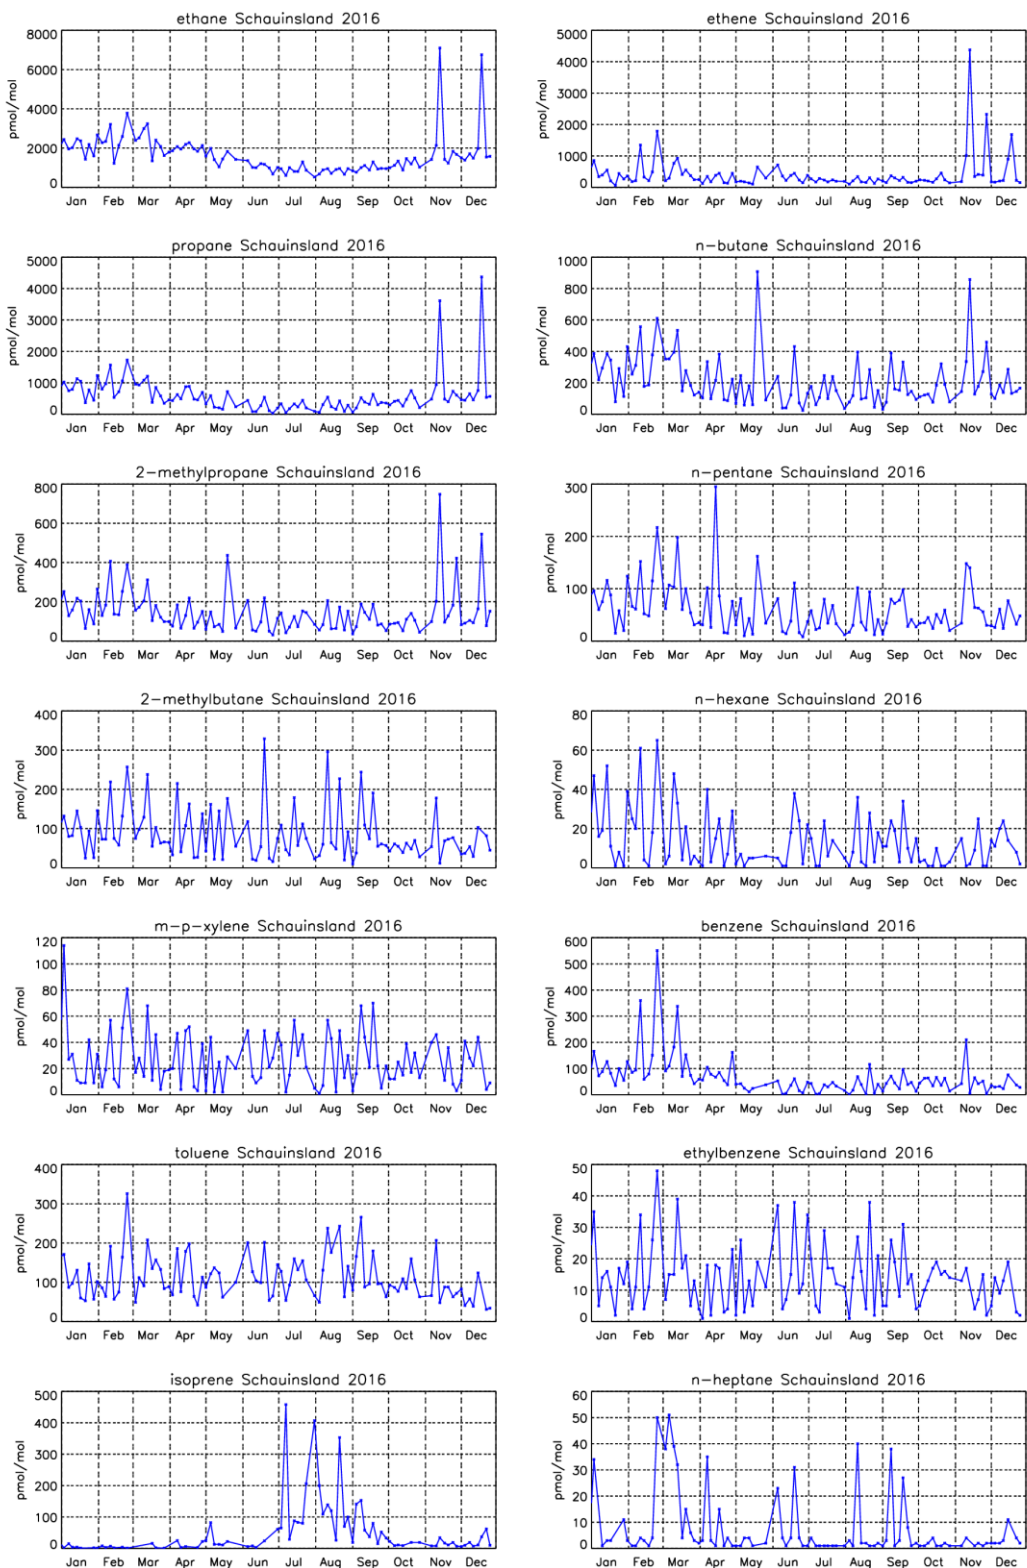 ethane Schauinsland 2016
8000
6000
4000
2000
0
pmol/mol
Jan Feb Mar Apr May Jun Jul Aug Sep Oct Nov Dec
ethene Schauinsland 2016
5000
4000
3000
2000
1000
0
pmol/mol
Jan Feb Mar Apr May Jun Jul Aug Sep Oct Nov Dec
propane Schauinsland 2016
5000
4000
3000
2000
1000
0
pmol/mol
Jan Feb Mar Apr May Jun Jul Aug Sep Oct Nov Dec
n-butane Schauinsland 2016
1000
800
600
400
200
0
pmol/mol
Jan Feb Mar Apr May Jun Jul Aug Sep Oct Nov Dec
2-methylpropane Schauinsland 2016
800
600
400
200
0
pmol/mol
Jan Feb Mar Apr May Jun Jul Aug Sep Oct Nov Dec
n-pentane Schauinsland 2016
300
200
100
0
pmol/mol
Jan Feb Mar Apr May Jun Jul Aug Sep Oct Nov Dec
2-methylbutane Schauinsland 2016
400
300
200
100
0
pmol/mol
Jan Feb Mar Apr May Jun Jul Aug Sep Oct Nov Dec
n-hexane Schauinsland 2016
80
60
40
20
0
pmol/mol
Jan Feb Mar Apr May Jun Jul Aug Sep Oct Nov Dec
m-p-xylene Schauinsland 2016
120
100
80
60
40
20
0
pmol/mol
Jan Feb Mar Apr May Jun Jul Aug Sep Oct Nov Dec
benzene Schauinsland 2016
600
500
400
300
200
100
0
pmol/mol
Jan Feb Mar Apr May Jun Jul Aug Sep Oct Nov Dec
toluene Schauinsland 2016
400
300
200
100
0
pmol/mol
Jan Feb Mar Apr May Jun Jul Aug Sep Oct Nov Dec
ethylbenzene Schauinsland 2016
50
40
30
20
10
0
pmol/mol
Jan Feb Mar Apr May Jun Jul Aug Sep Oct Nov Dec
isoprene Schauinsland 2016
500
400
300
200
100
0
pmol/mol
Jan Feb Mar Apr May Jun Jul Aug Sep Oct Nov Dec
n-heptane Schauinsland 2016
60
50
40
30
20
10
0
pmol/mol
Jan Feb Mar Apr May Jun Jul Aug Sep Oct Nov Dec